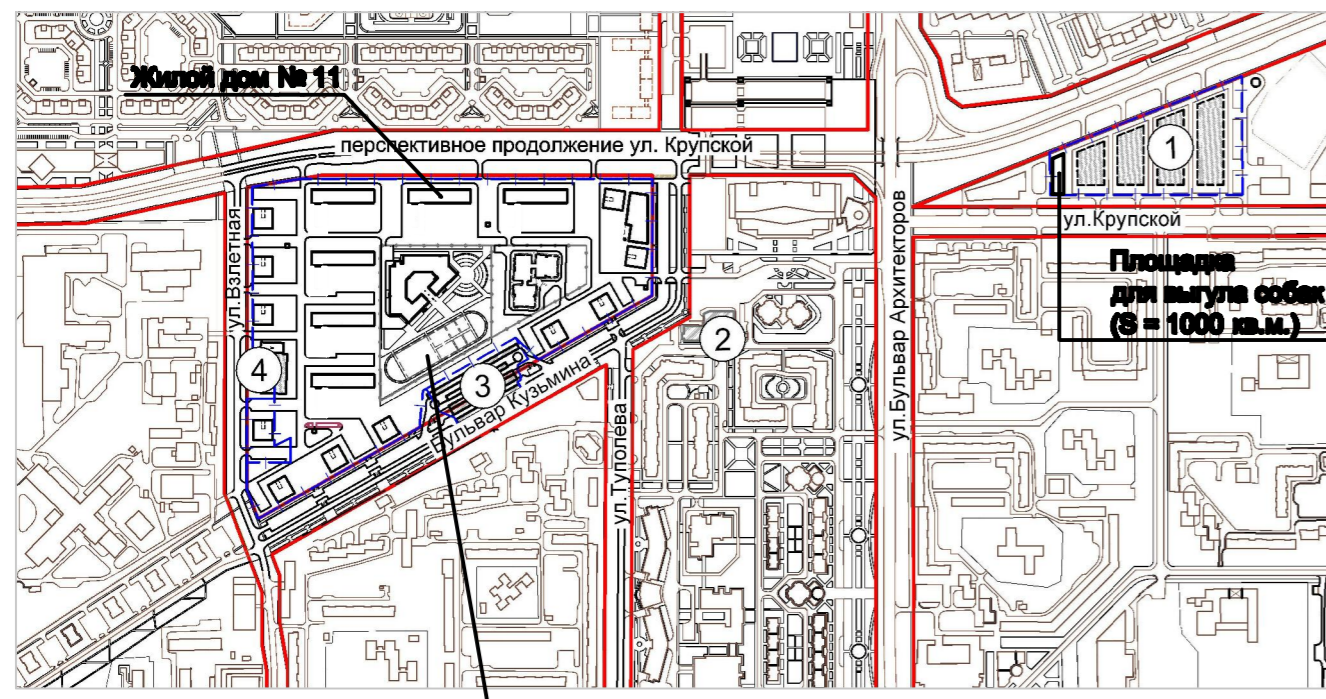 Жилой дом № 11
перспективное продолжение ул. Крупской
1
ул.Крупской
Площадка
для выгула собак
(S = 1000 кв.м.)
ул.Взлетная
ул.Бульвар Архитекторов
2
3
4
Бульвар Кузьмина
ул.Туполева